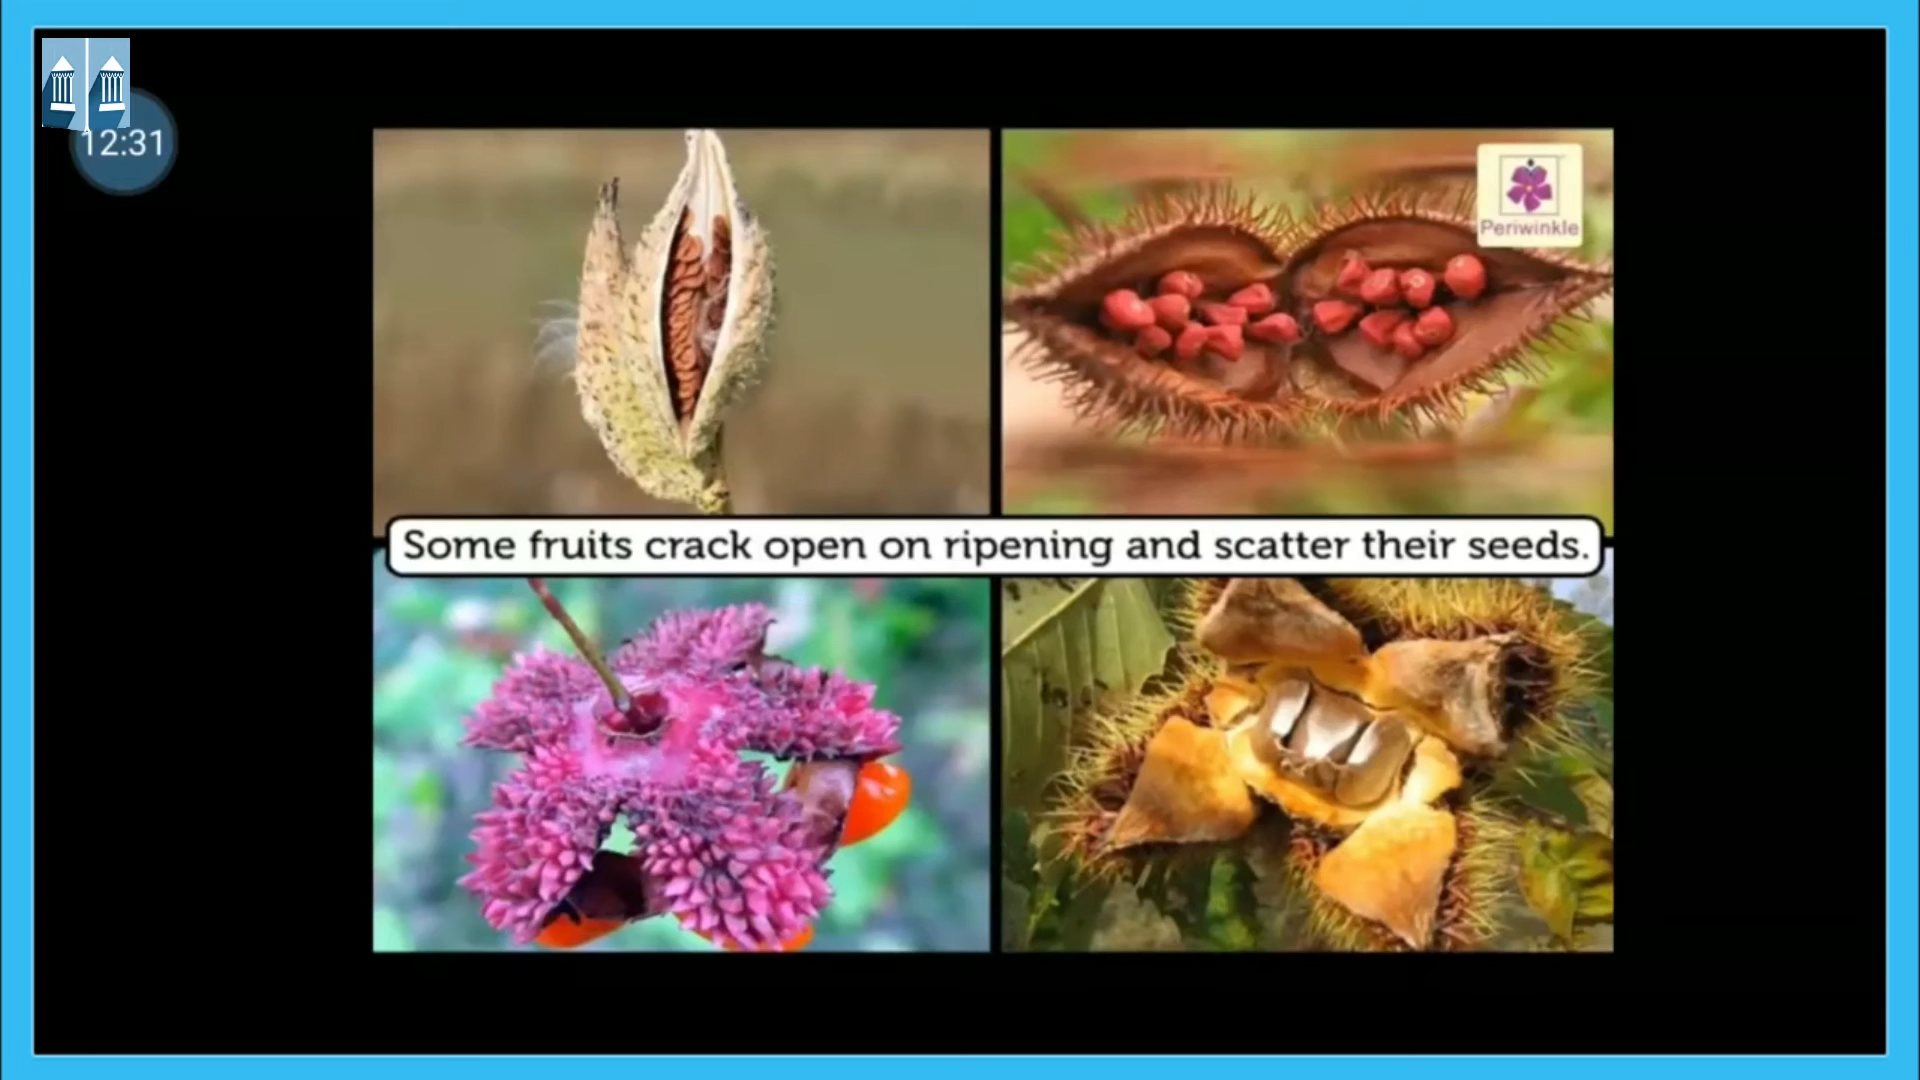 12:31
Periwinkle
Some fruits crack open on ripening and scatter their seeds.